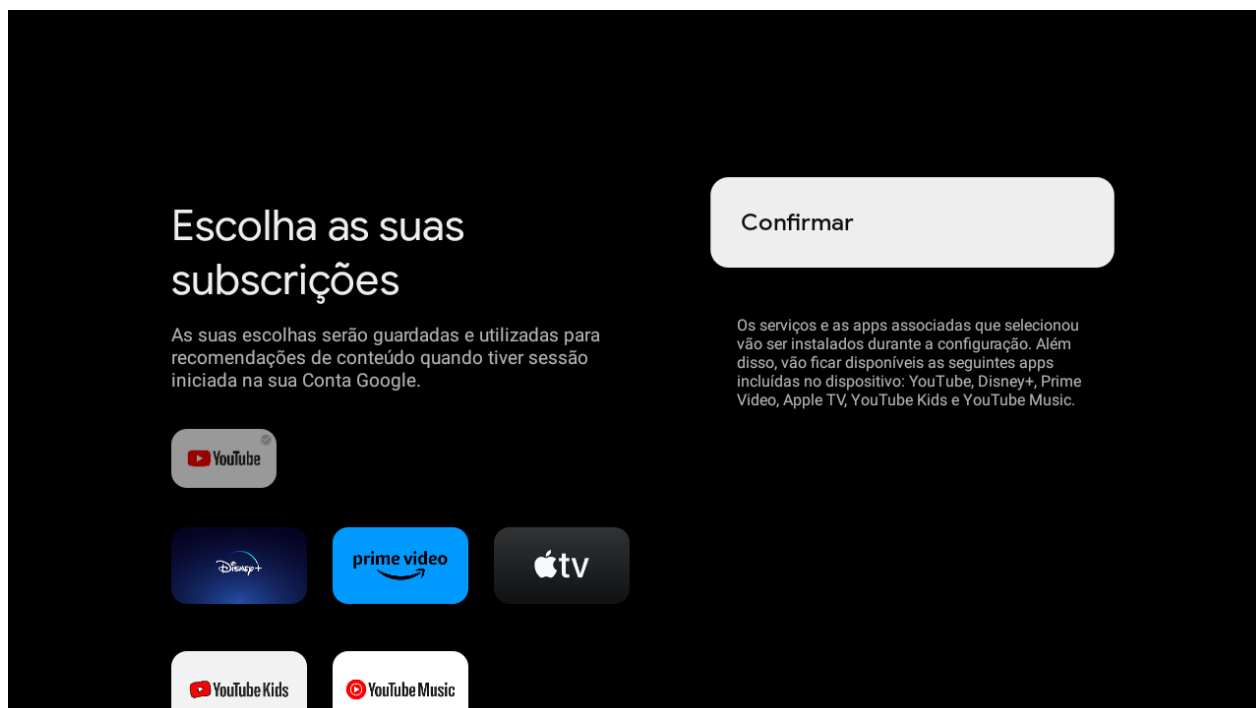 Escolha as suas
subscrições
As suas escolhas serão guardadas e utilizadas para
recomendações de conteúdo quando tiver sessão
iniciada na sua Conta Google.
YouTube
Disney+
prime video
tv
YouTube Kids
YouTube Music
Confirmar
Os serviços e as apps associadas que selecionou
vão ser instalados durante a configuração. Além
disso, vão ficar disponíveis as seguintes apps
incluídas no dispositivo: YouTube, Disney+, Prime
Video, Apple TV, YouTube Kids e YouTube Music.